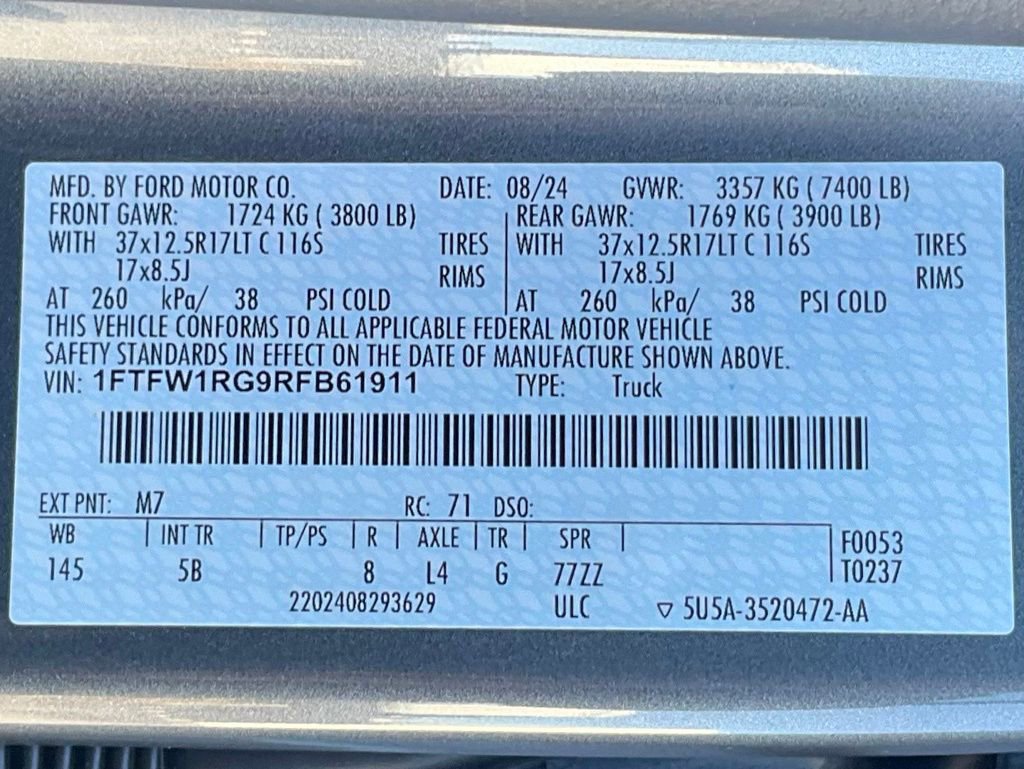 MFD. BY FORD MOTOR CO. DATE: 08/24 GVWR: 3357 KG ( 7400 LB)
FRONT GAWR: 1724 KG ( 3800 LB) REAR GAWR: 1769 KG ( 3900 LB)
WITH 37x12.5R17LT C 116S TIRES WITH 37x12.5R17LT C 116S TIRES
17x8.5J RIMS 17x8.5J RIMS
AT 260 kPa/ 38 PSI COLD AT 260 kPa/ 38 PSI COLD
THIS VEHICLE CONFORMS TO ALL APPLICABLE FEDERAL MOTOR VEHICLE
SAFETY STANDARDS IN EFFECT ON THE DATE OF MANUFACTURE SHOWN ABOVE.
VIN: 1FTFW1RG9RFB61911 TYPE: Truck
EXT PNT: M7 RC: 71 DSO:
WB INT TR TP/PS R AXLE TR SPR F0053
145 5B 8 L4 G 77ZZ T0237
2202408293629 ULC ▽ 5U5A-3520472-AA